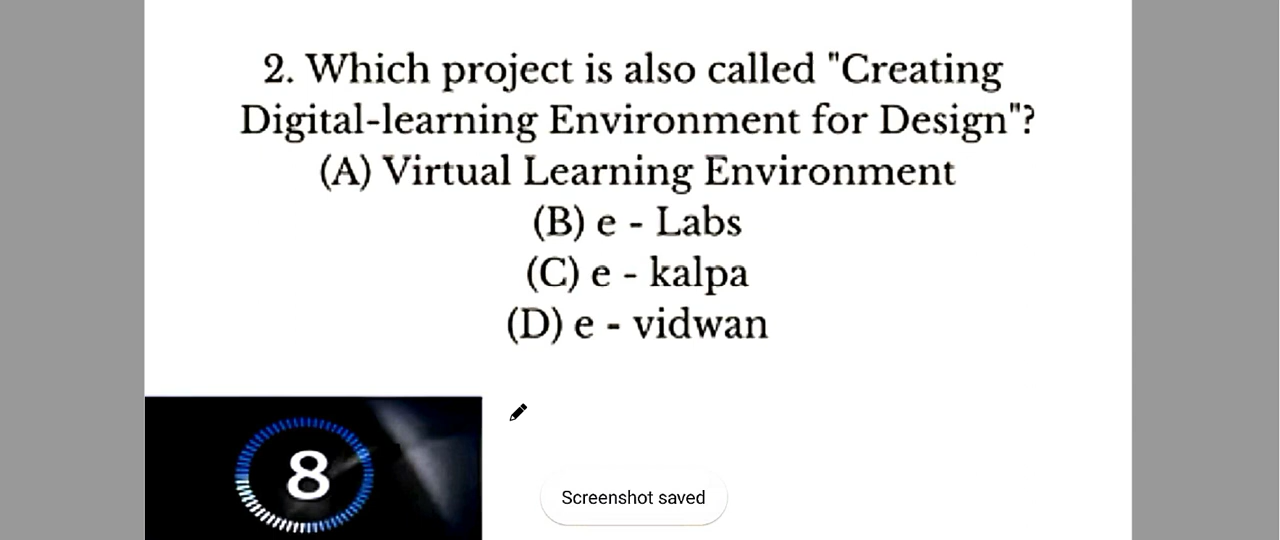 2. Which project is also called "Creating
Digital-learning Environment for Design"?
(A) Virtual Learning Environment
(B) e - Labs
(C) e - kalpa
(D) e - vidwan
8
Screenshot saved